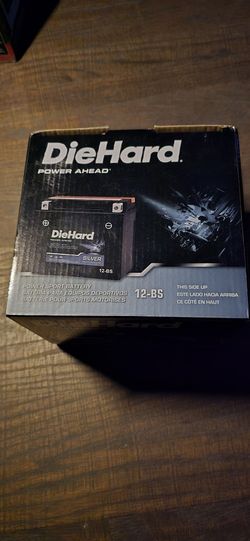 DieHard
POWER AHEAD
DieHard
SILVER
12-BS
POWER SPORT BATTERY
BATERÍA PARA EQUIPOS DEPORTIVOS
BATTERIE POUR SPORTS MOTORISÉS
12-BS
THIS SIDE UP
ESTE LADO HACIA ARRIBA
CE CÔTÉ EN HAUT
DieHard